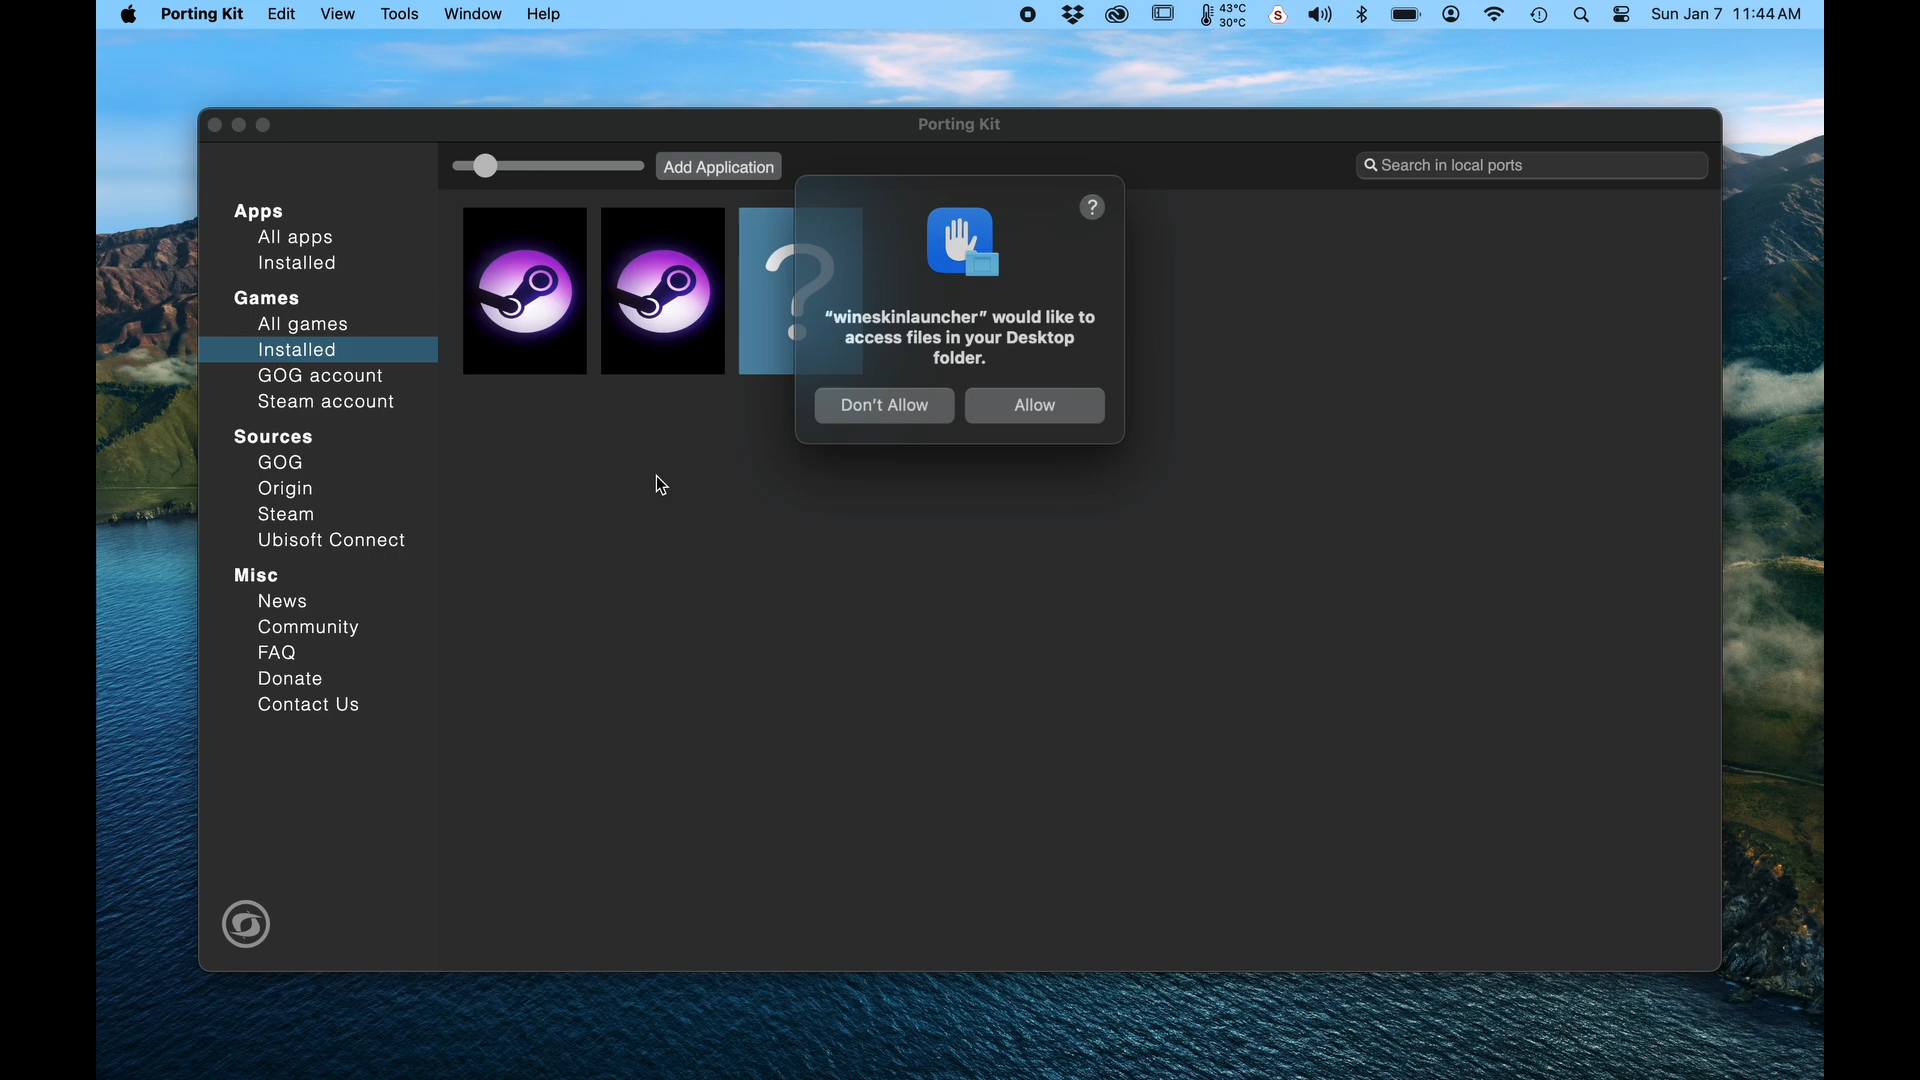 Porting Kit Edit View Tools Window Help 43°C 30°C S Sun Jan 7 11:44 AM
Porting Kit
Add Application
Search in local ports
Apps
All apps
Installed
Games
All games
Installed
GOG account
Steam account
Sources
GOG
Origin
Steam
Ubisoft Connect
Misc
News
Community
FAQ
Donate
Contact Us
?
?
“wineskinlauncher” would like to
access files in your Desktop
folder.
Don’t Allow
Allow